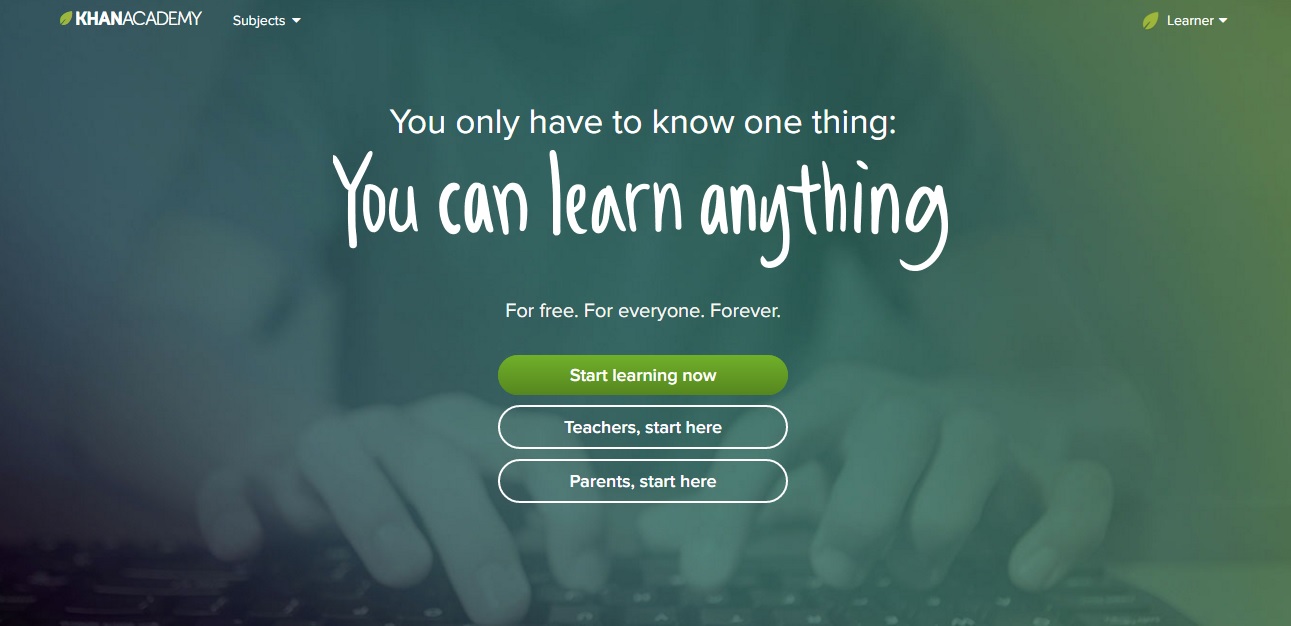 KHANACADEMY
Subjects
Learner
You only have to know one thing:
You can learn anything
For free. For everyone. Forever.
Start learning now
Teachers, start here
Parents, start here